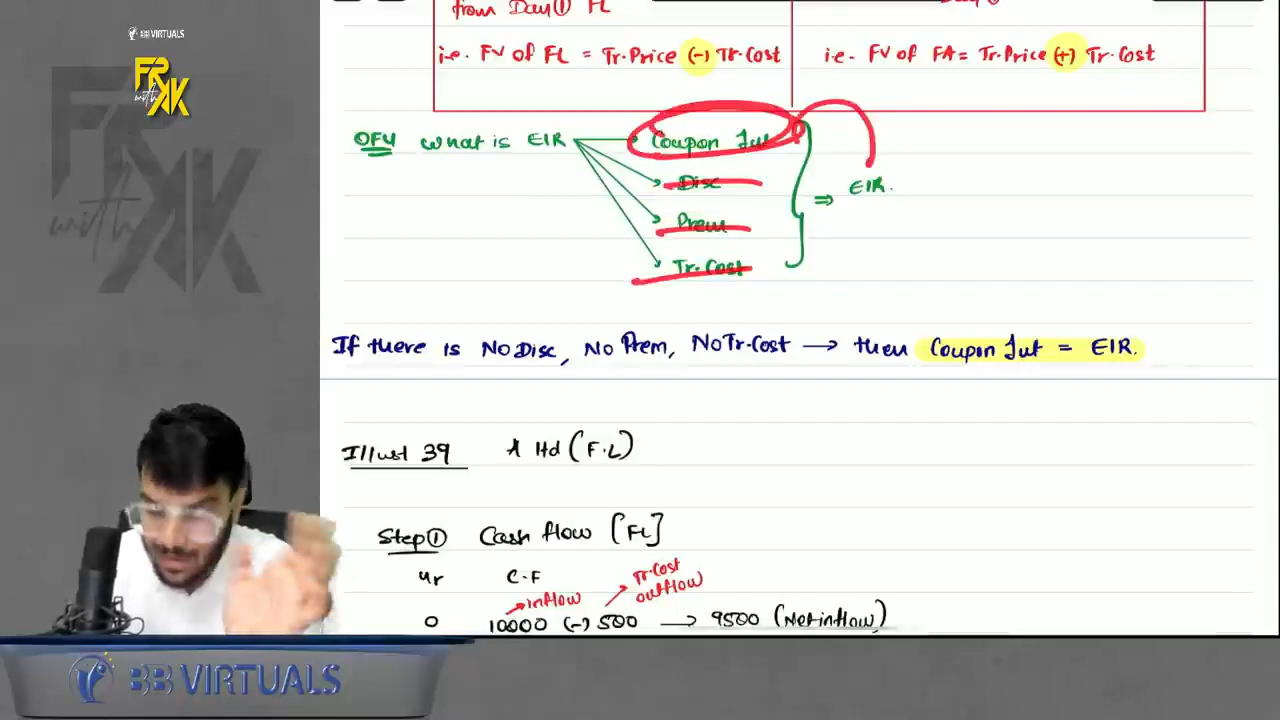 BB VIRTUALS
FR with AK
from Day ① FL
i.e. FV of FL = Tr.Price (-) Tr.Cost
i.e. FV of FA = Tr.Price (+) Tr.Cost
OFU What is EIR
Coupon Int
Disc
Prem
Tr.Cost
⇒ EIR.
If there is No Disc, No Prem, No Tr.Cost → then Coupon Int = EIR.
Illust 39 A Ltd (F.L)
Step① Cash flow [FL]
yr C.F
inflow
Tr.Cost outflow
0 10000 (-) 500 → 9500 (Net inflow)
BB VIRTUALS